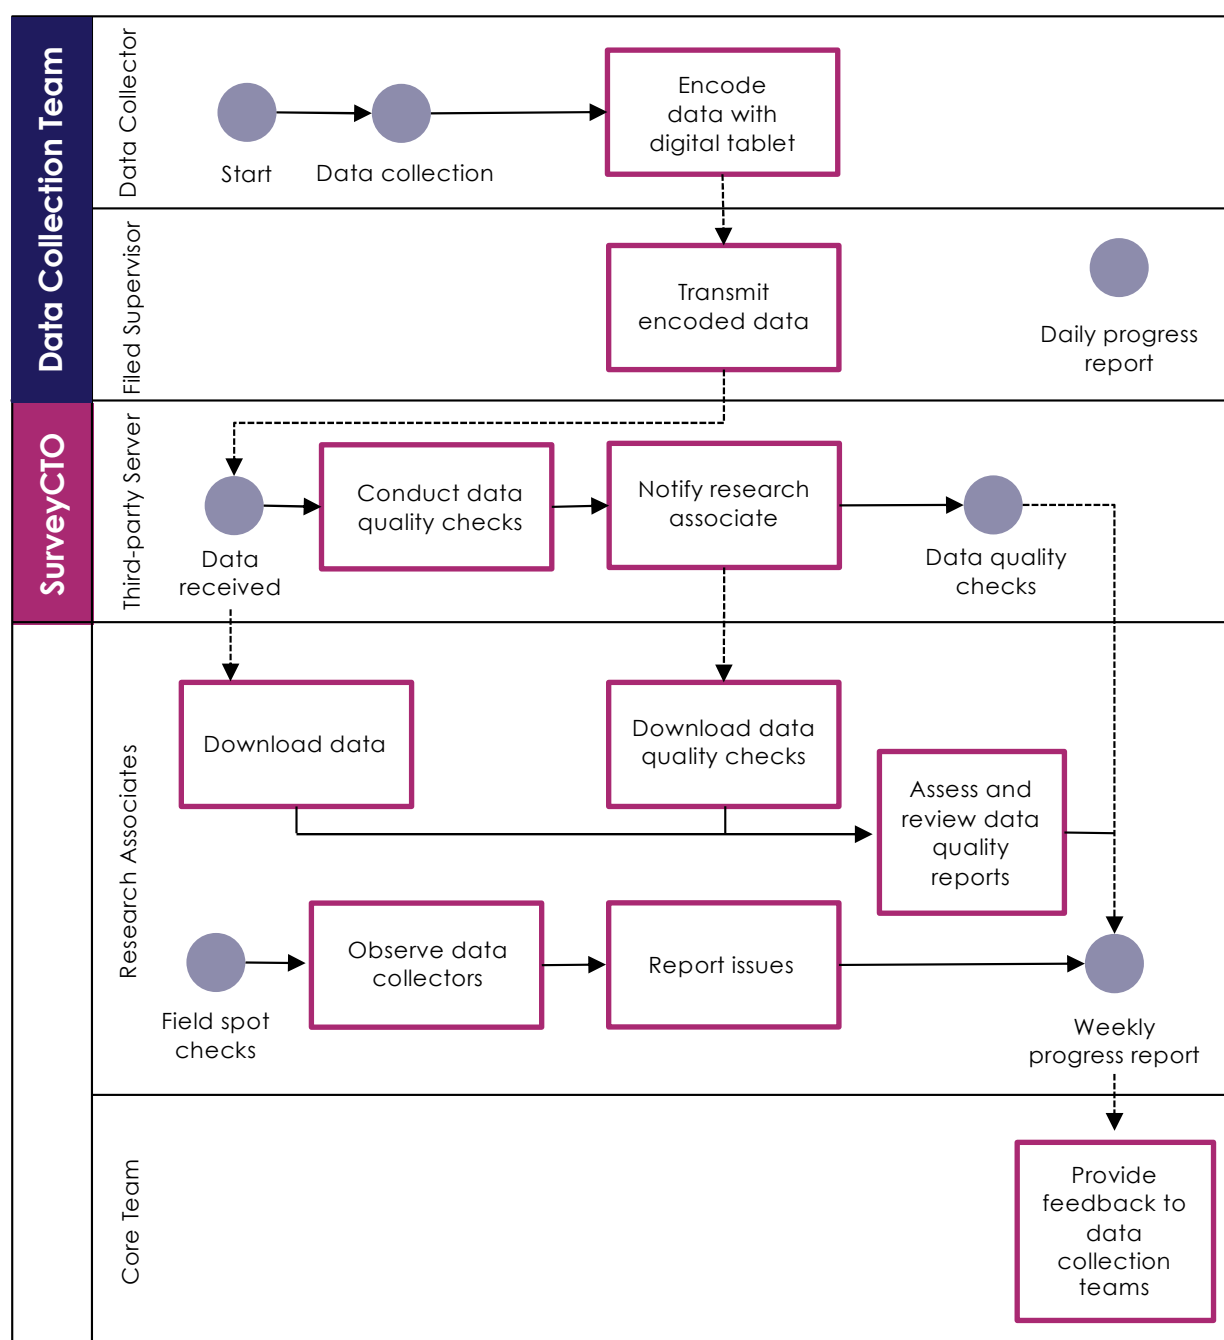 Data Collection Team
Data Collector
Start
Data collection
Encode
data with
digital tablet
Filed Supervisor
Transmit
encoded data
Daily progress
report
SurveyCTO
Third-party Server
Data
received
Conduct data
quality checks
Notify research
associate
Data quality
checks
Research Associates
Download data
Download data
quality checks
Assess and
review data
quality
reports
Field spot
checks
Observe data
collectors
Report issues
Weekly
progress report
Core Team
Provide
feedback to
data
collection
teams